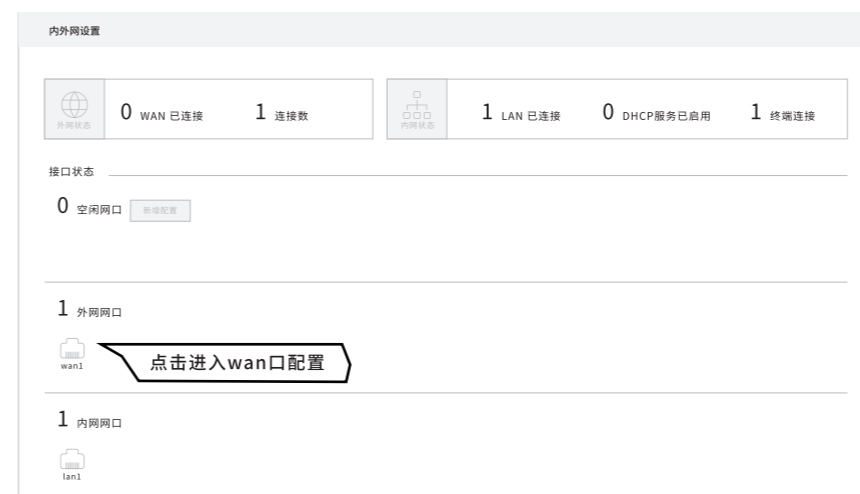 内外网设置
外网状态
0 WAN 已连接
1 连接数
内网状态
1 LAN 已连接
0 DHCP服务已启用
1 终端连接
接口状态
0 空闲网口
新增配置
1 外网网口
wan1
点击进入wan口配置
1 内网网口
lan1